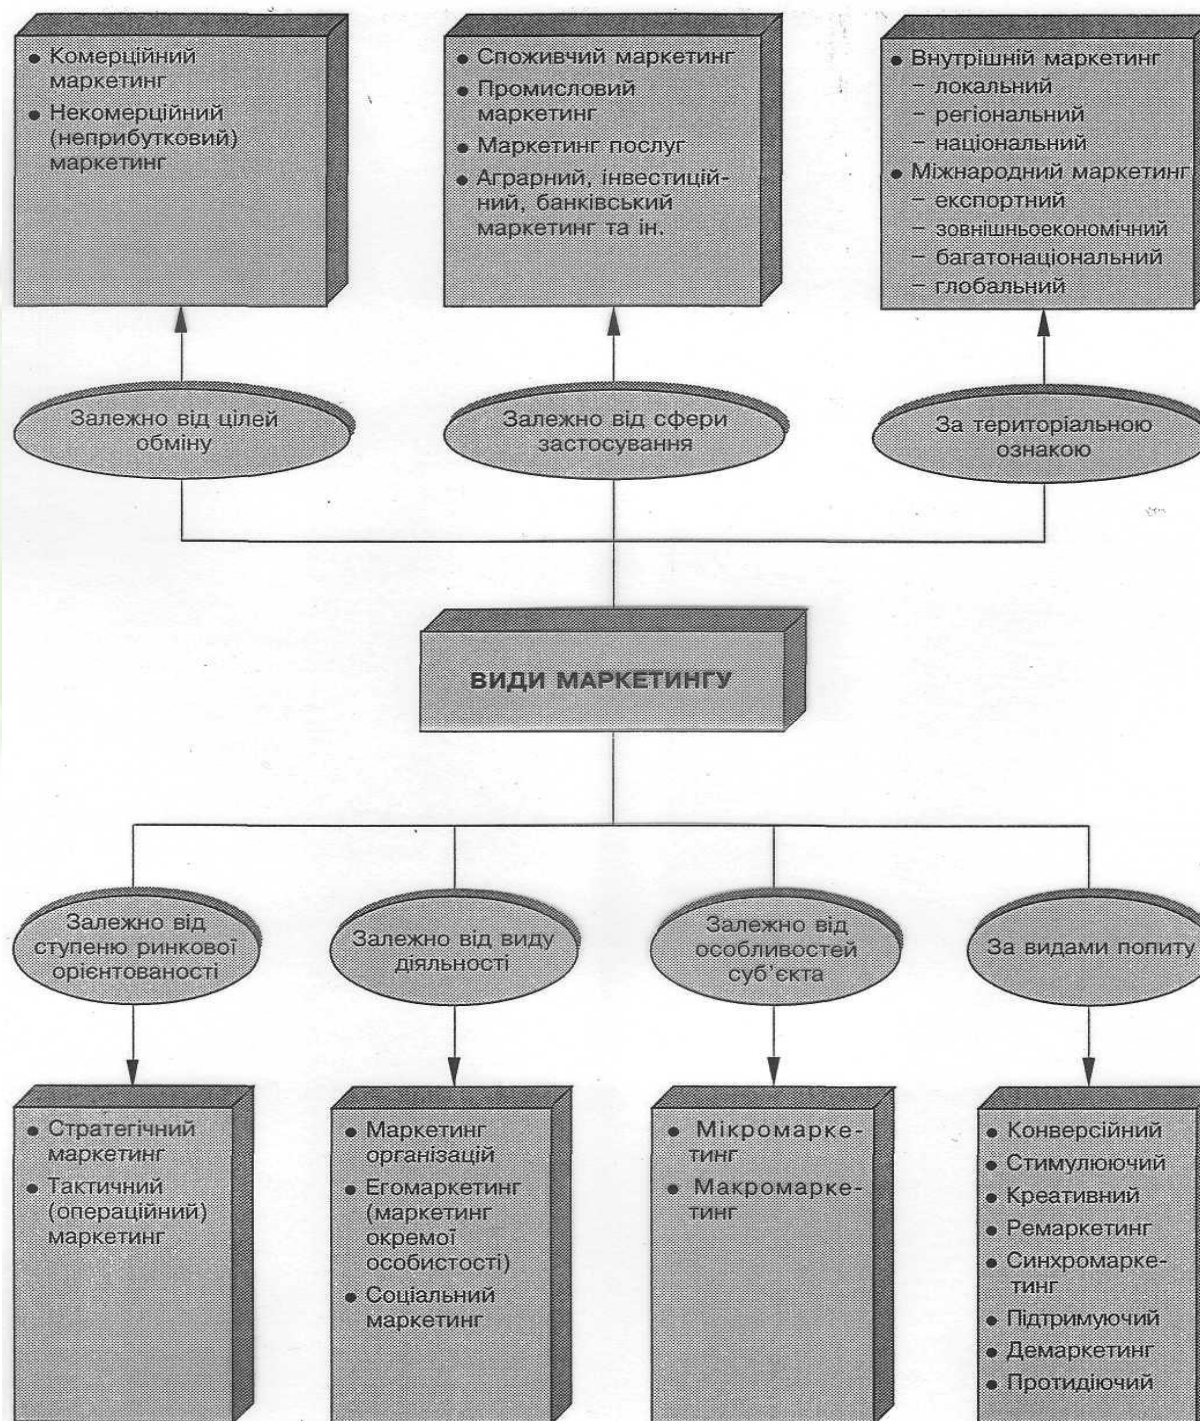 • Комерційний
маркетинг
• Некомерційний
(неприбутковий)
маркетинг
• Споживчий маркетинг
• Промисловий
маркетинг
• Маркетинг послуг
• Аграрний, інвестицій-
ний, банківський
маркетинг та ін.
• Внутрішній маркетинг
– локальний
– регіональний
– національний
• Міжнародний маркетинг
– експортний
– зовнішньоекономічний
– багатонаціональний
– глобальний
Залежно від цілей
обміну
Залежно від сфери
застосування
За територіальною
ознакою
ВИДИ МАРКЕТИНГУ
Залежно від
ступеню ринкової
орієнтованості
Залежно від виду
діяльності
Залежно від
особливостей
суб'єкта
За видами попиту
• Стратегічний
маркетинг
• Тактичний
(операційний)
маркетинг
• Маркетинг
організацій
• Егомаркетинг
(маркетинг
окремої
особистості)
• Соціальний
маркетинг
• Мікромарке-
тинг
• Макромарке-
тинг
• Конверсійний
• Стимулюючий
• Креативний
• Ремаркетинг
• Синхромарке-
тинг
• Підтримуючий
• Демаркетинг
• Протидіючий